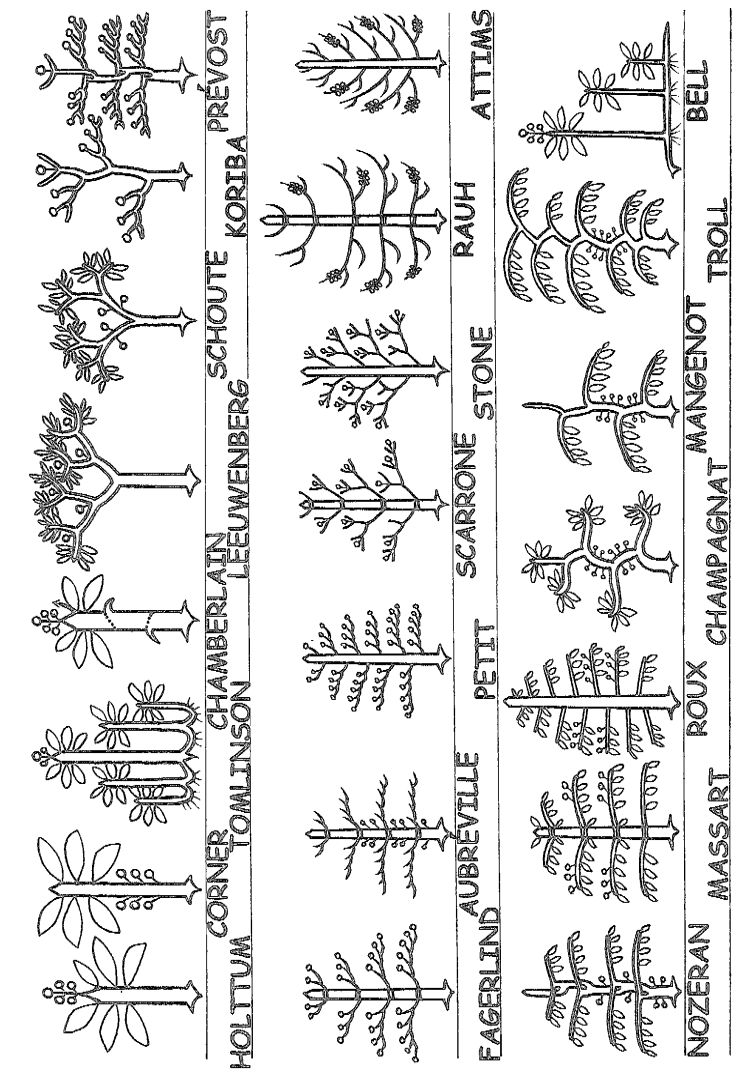 CORNER CHAMBERLAIN SCHOUTE PRÉVOST
HOLTTUM TOMLINSON LEEUWENBERG KORIBA
AUBRÉVILLE SCARRONE RAUH
FAGERLIND PETIT STONE ATTIMS
NOZERAN ROUX MANGENOT BELL
MASSART CHAMPAGNAT TROLL